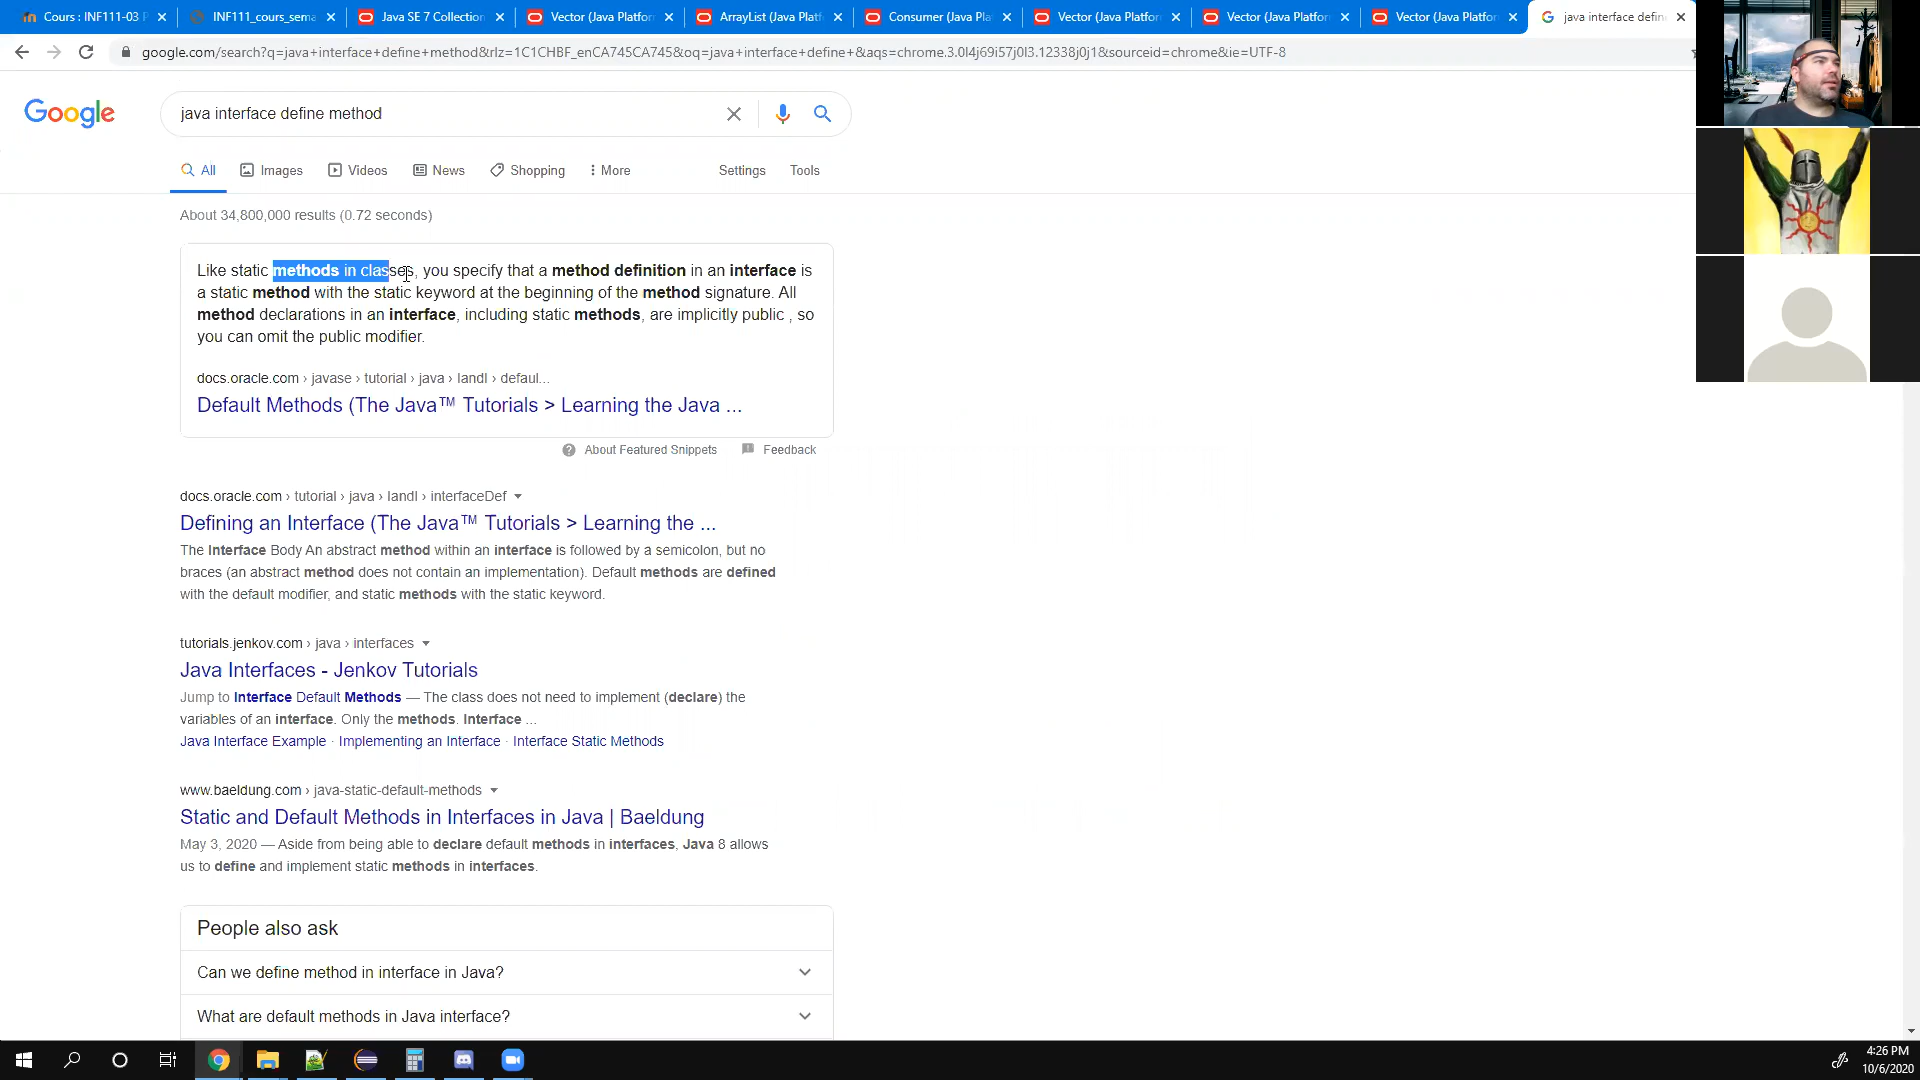 Cours : INF111-03 P
INF111_cours_sema
Java SE 7 Collection
Vector (Java Platfor
ArrayList (Java Platf
Consumer (Java Pla
Vector (Java Platfor
Vector (Java Platfor
Vector (Java Platfor
java interface defin
google.com/search?q=java+interface+define+method&rlz=1C1CHBF_enCA745CA745&oq=java+interface+define+&aqs=chrome.3.0l4j69i57j0l3.12338j0j1&sourceid=chrome&ie=UTF-8
Google
java interface define method
All Images Videos News Shopping More Settings Tools
About 34,800,000 results (0.72 seconds)
Like static methods in classes, you specify that a method definition in an interface is
a static method with the static keyword at the beginning of the method signature. All
method declarations in an interface, including static methods, are implicitly public , so
you can omit the public modifier.
docs.oracle.com › javase › tutorial › java › IandI › defaul...
Default Methods (The Java™ Tutorials > Learning the Java ...
About Featured Snippets Feedback
docs.oracle.com › tutorial › java › IandI › interfaceDef
Defining an Interface (The Java™ Tutorials > Learning the ...
The Interface Body An abstract method within an interface is followed by a semicolon, but no
braces (an abstract method does not contain an implementation). Default methods are defined
with the default modifier, and static methods with the static keyword.
tutorials.jenkov.com › java › interfaces
Java Interfaces - Jenkov Tutorials
Jump to Interface Default Methods — The class does not need to implement (declare) the
variables of an interface. Only the methods. Interface ...
Java Interface Example · Implementing an Interface · Interface Static Methods
www.baeldung.com › java-static-default-methods
Static and Default Methods in Interfaces in Java | Baeldung
May 3, 2020 — Aside from being able to declare default methods in interfaces, Java 8 allows
us to define and implement static methods in interfaces.
People also ask
Can we define method in interface in Java?
What are default methods in Java interface?
4:26 PM
10/6/2020